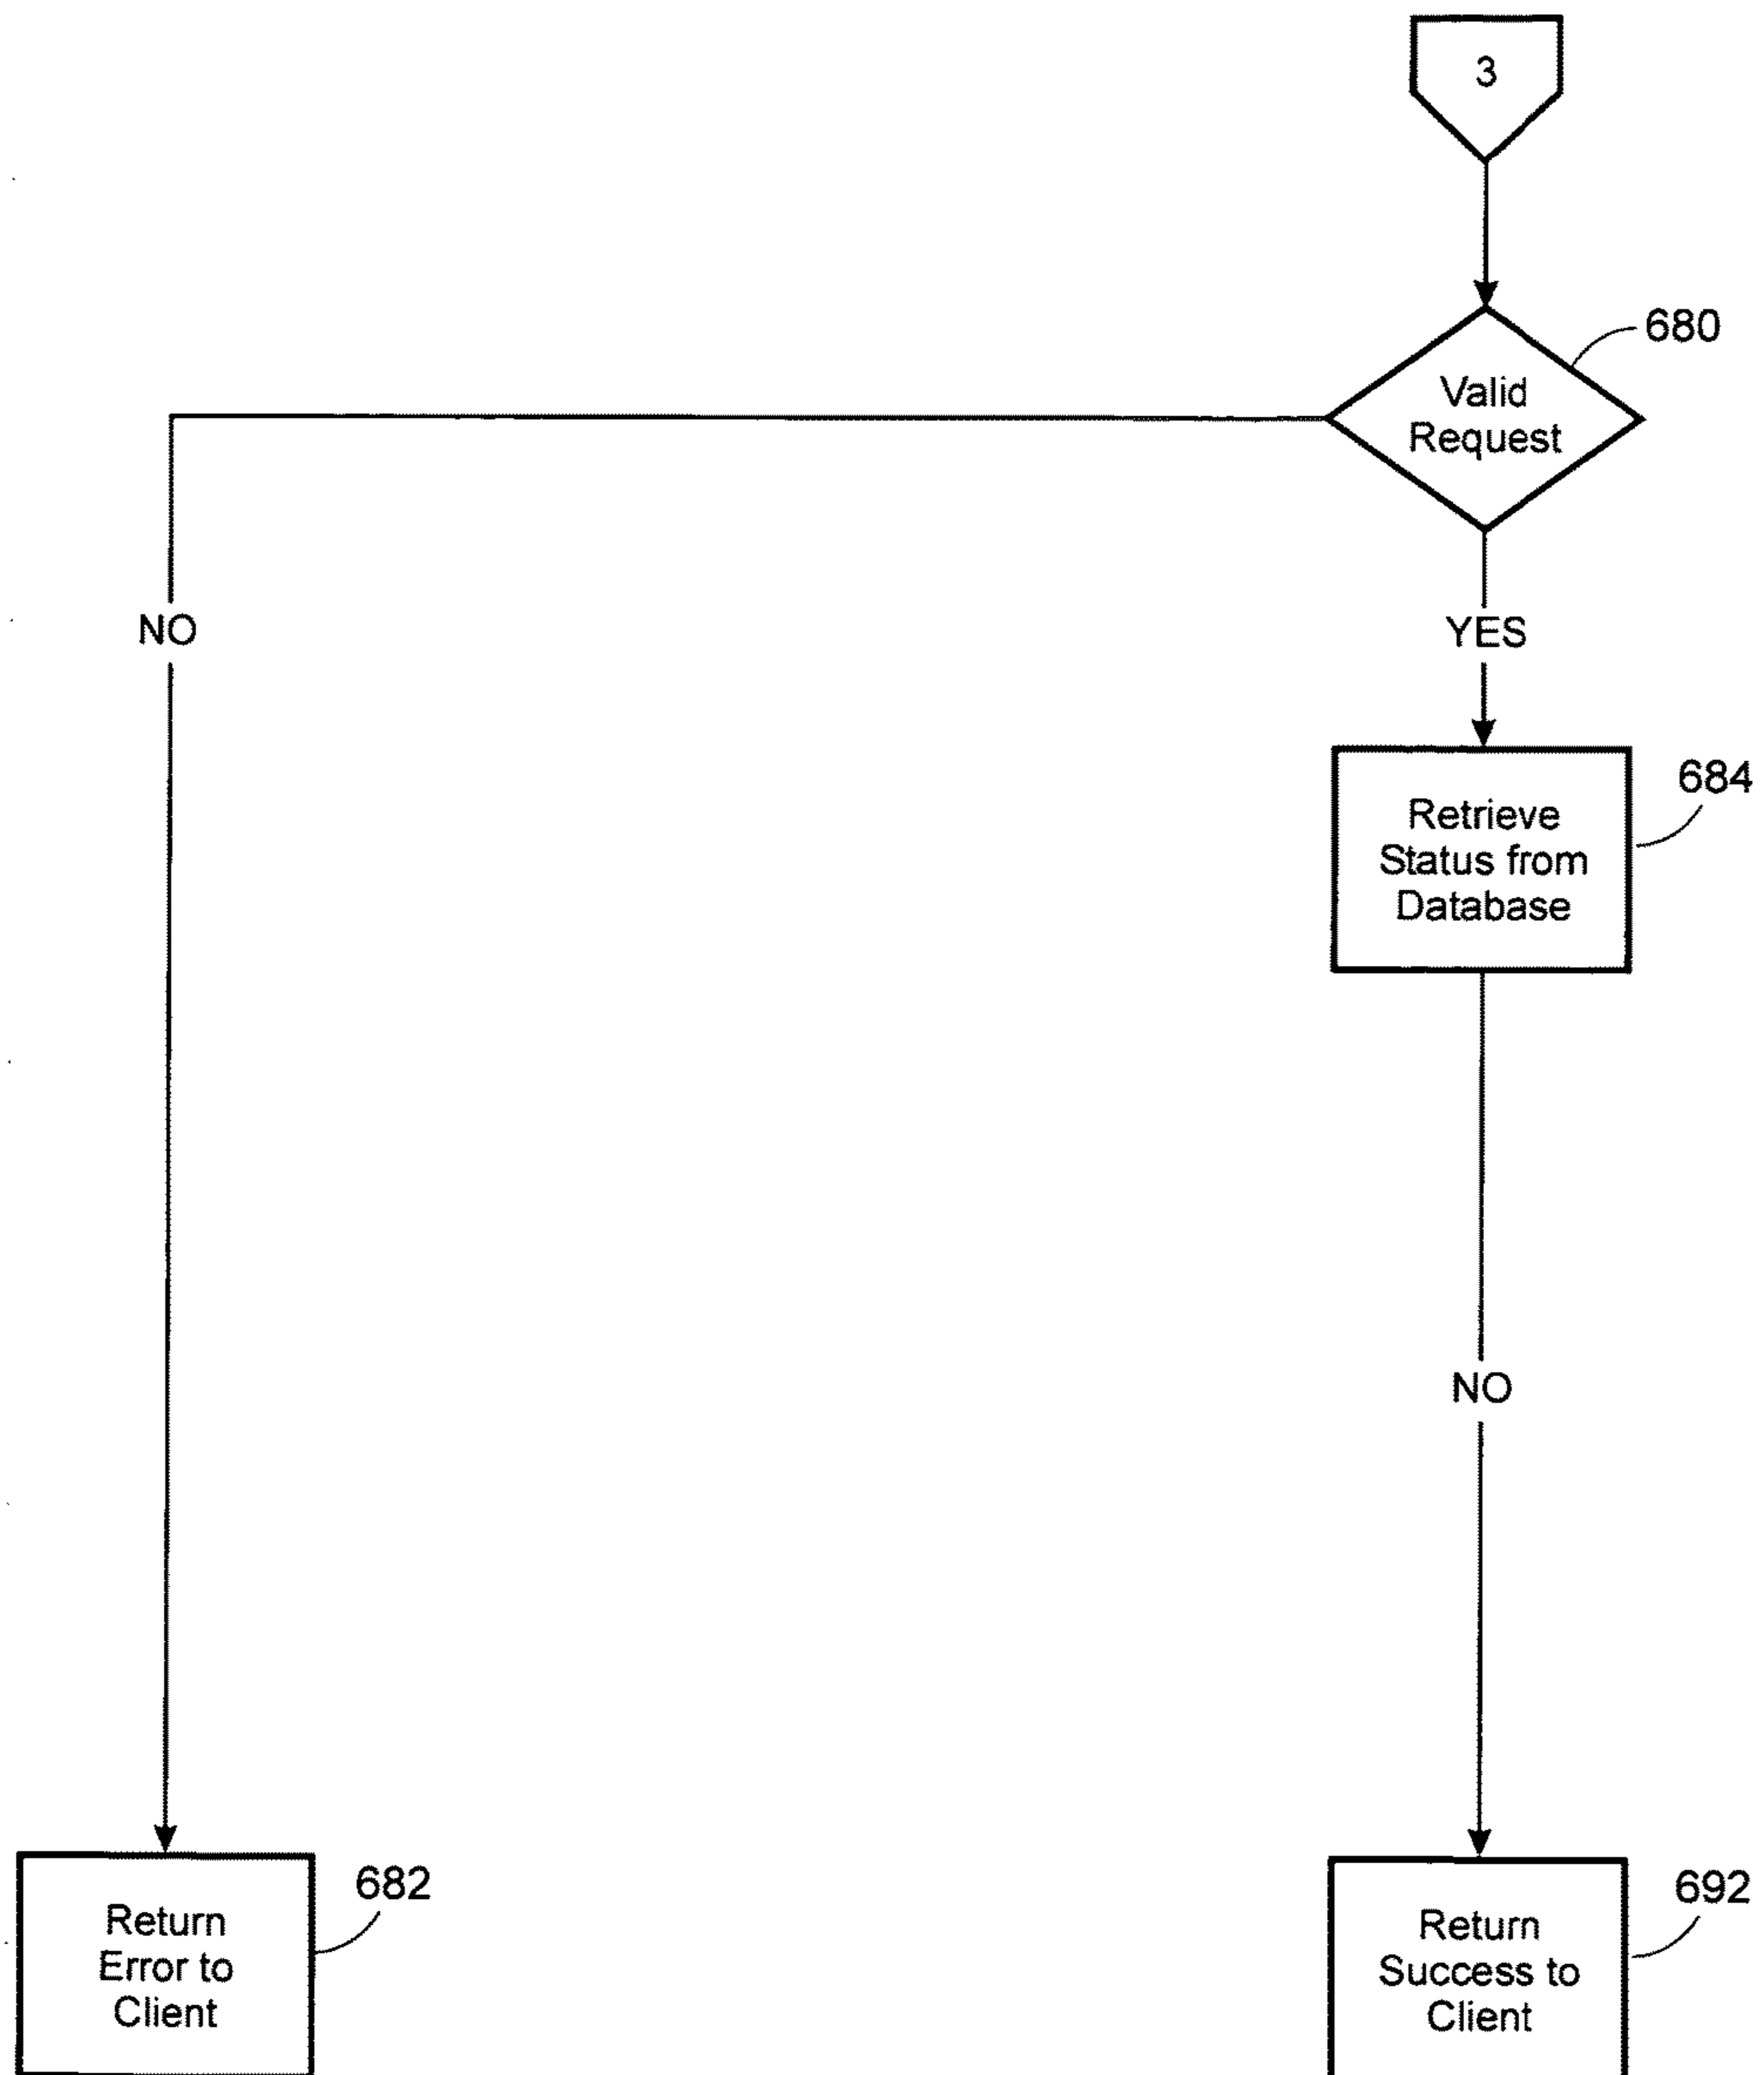 3
680
Valid
Request
NO
YES
684
Retrieve
Status from
Database
NO
682
Return
Error to
Client
692
Return
Success to
Client